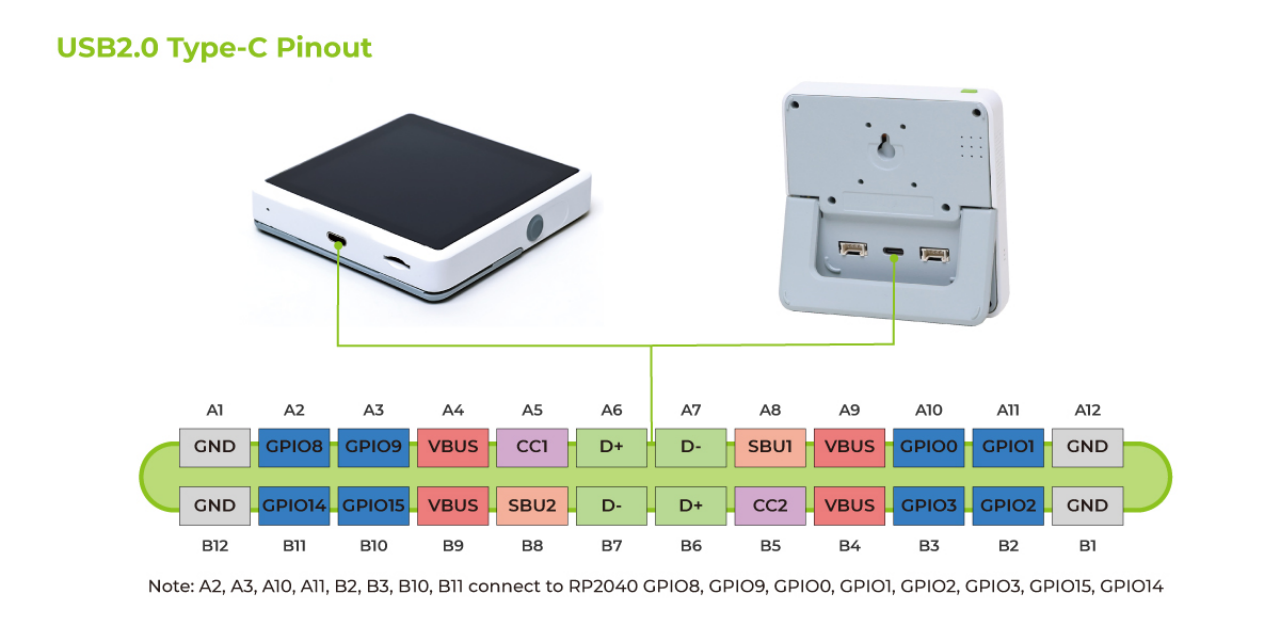 USB2.0 Type-C Pinout
A1 A2 A3 A4 A5 A6 A7 A8 A9 A10 A11 A12
GND GPIO8 GPIO9 VBUS CC1 D+ D- SBU1 VBUS GPIO0 GPIO1 GND
GND GPIO14 GPIO15 VBUS SBU2 D- D+ CC2 VBUS GPIO3 GPIO2 GND
B12 B11 B10 B9 B8 B7 B6 B5 B4 B3 B2 B1
Note: A2, A3, A10, A11, B2, B3, B10, B11 connect to RP2040 GPIO8, GPIO9, GPIO0, GPIO1, GPIO2, GPIO3, GPIO15, GPIO14